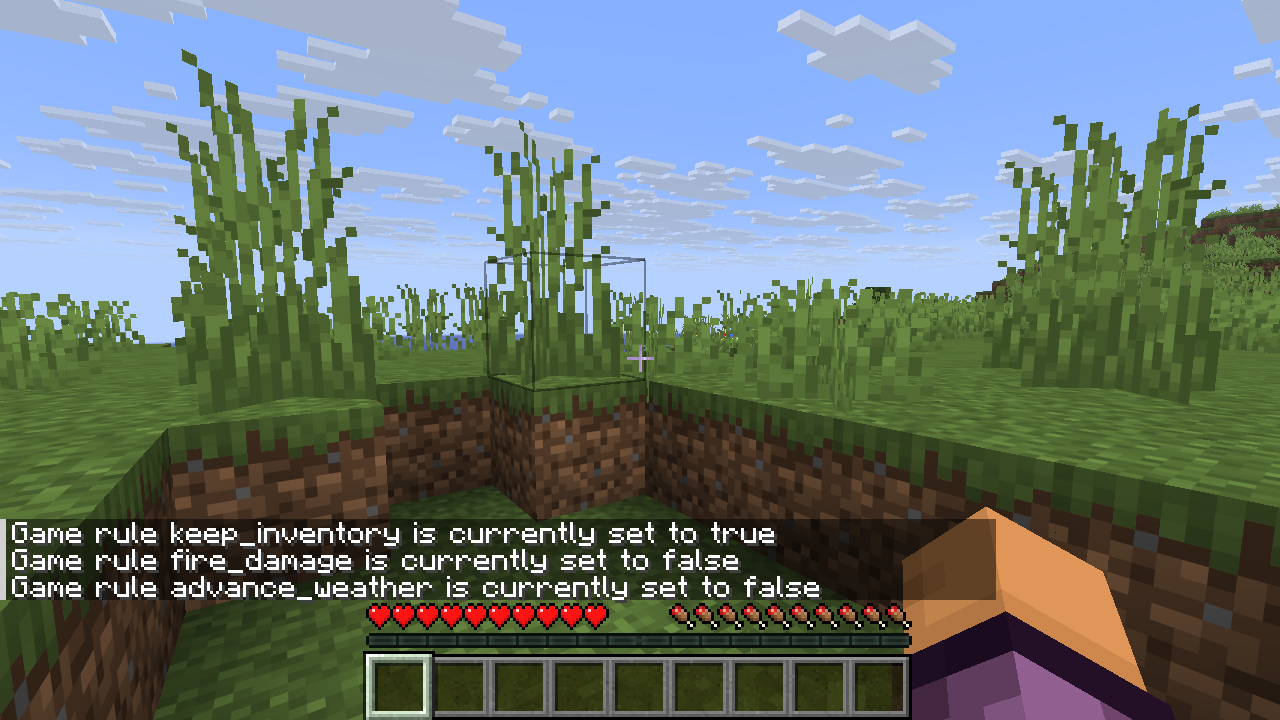 Game rule keep_inventory is currently set to true
Game rule fire_damage is currently set to false
Game rule advance_weather is currently set to false